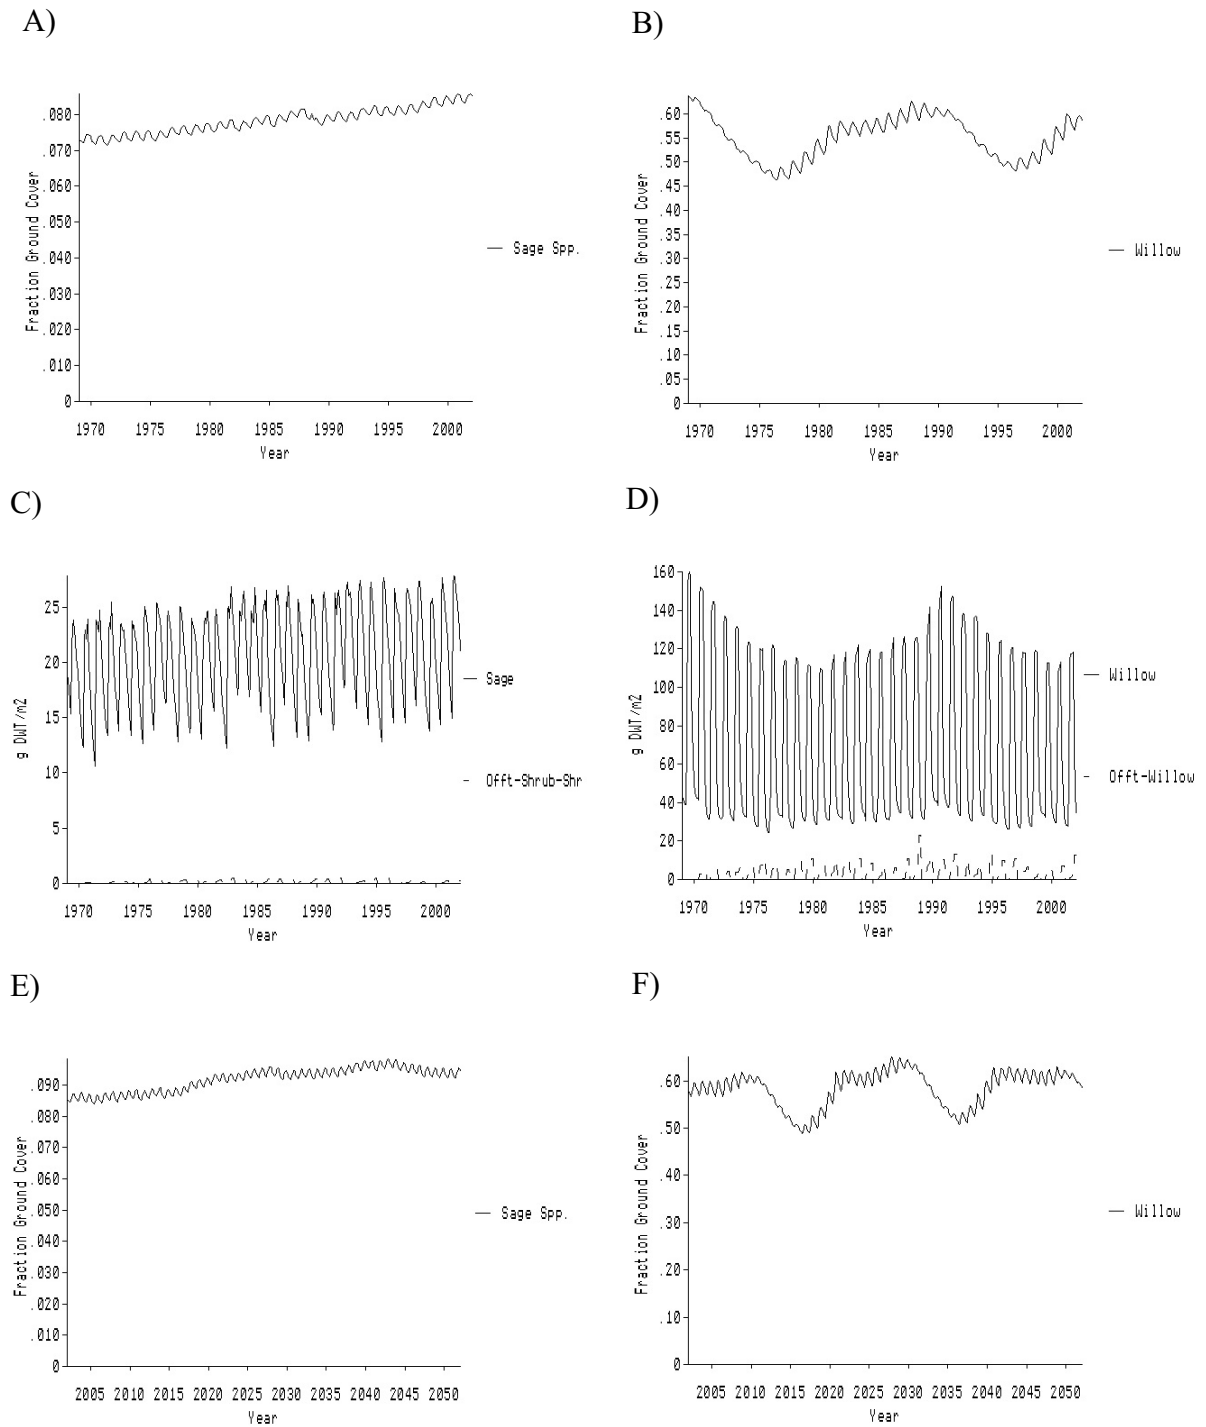 A)
.080
.070
.060
.050
.040
.030
.020
.010
0
Fraction Ground Cover
1970 1975 1980 1985 1990 1995 2000
Year
Sage Spp.
B)
.60
.55
.50
.45
.40
.35
.30
.25
.20
.15
.10
.05
0
Fraction Ground Cover
1970 1975 1980 1985 1990 1995 2000
Year
Willow
C)
25
20
15
10
5
0
g DWT/m2
1970 1975 1980 1985 1990 1995 2000
Year
Sage
Offt-Shrub-Shr
D)
160
140
120
100
80
60
40
20
0
g DWT/m2
1970 1975 1980 1985 1990 1995 2000
Year
Willow
Offt-Willow
E)
.090
.080
.070
.060
.050
.040
.030
.020
.010
0
Fraction Ground Cover
2005 2010 2015 2020 2025 2030 2035 2040 2045 2050
Year
Sage Spp.
F)
.60
.50
.40
.30
.20
.10
0
Fraction Ground Cover
2005 2010 2015 2020 2025 2030 2035 2040 2045 2050
Year
Willow